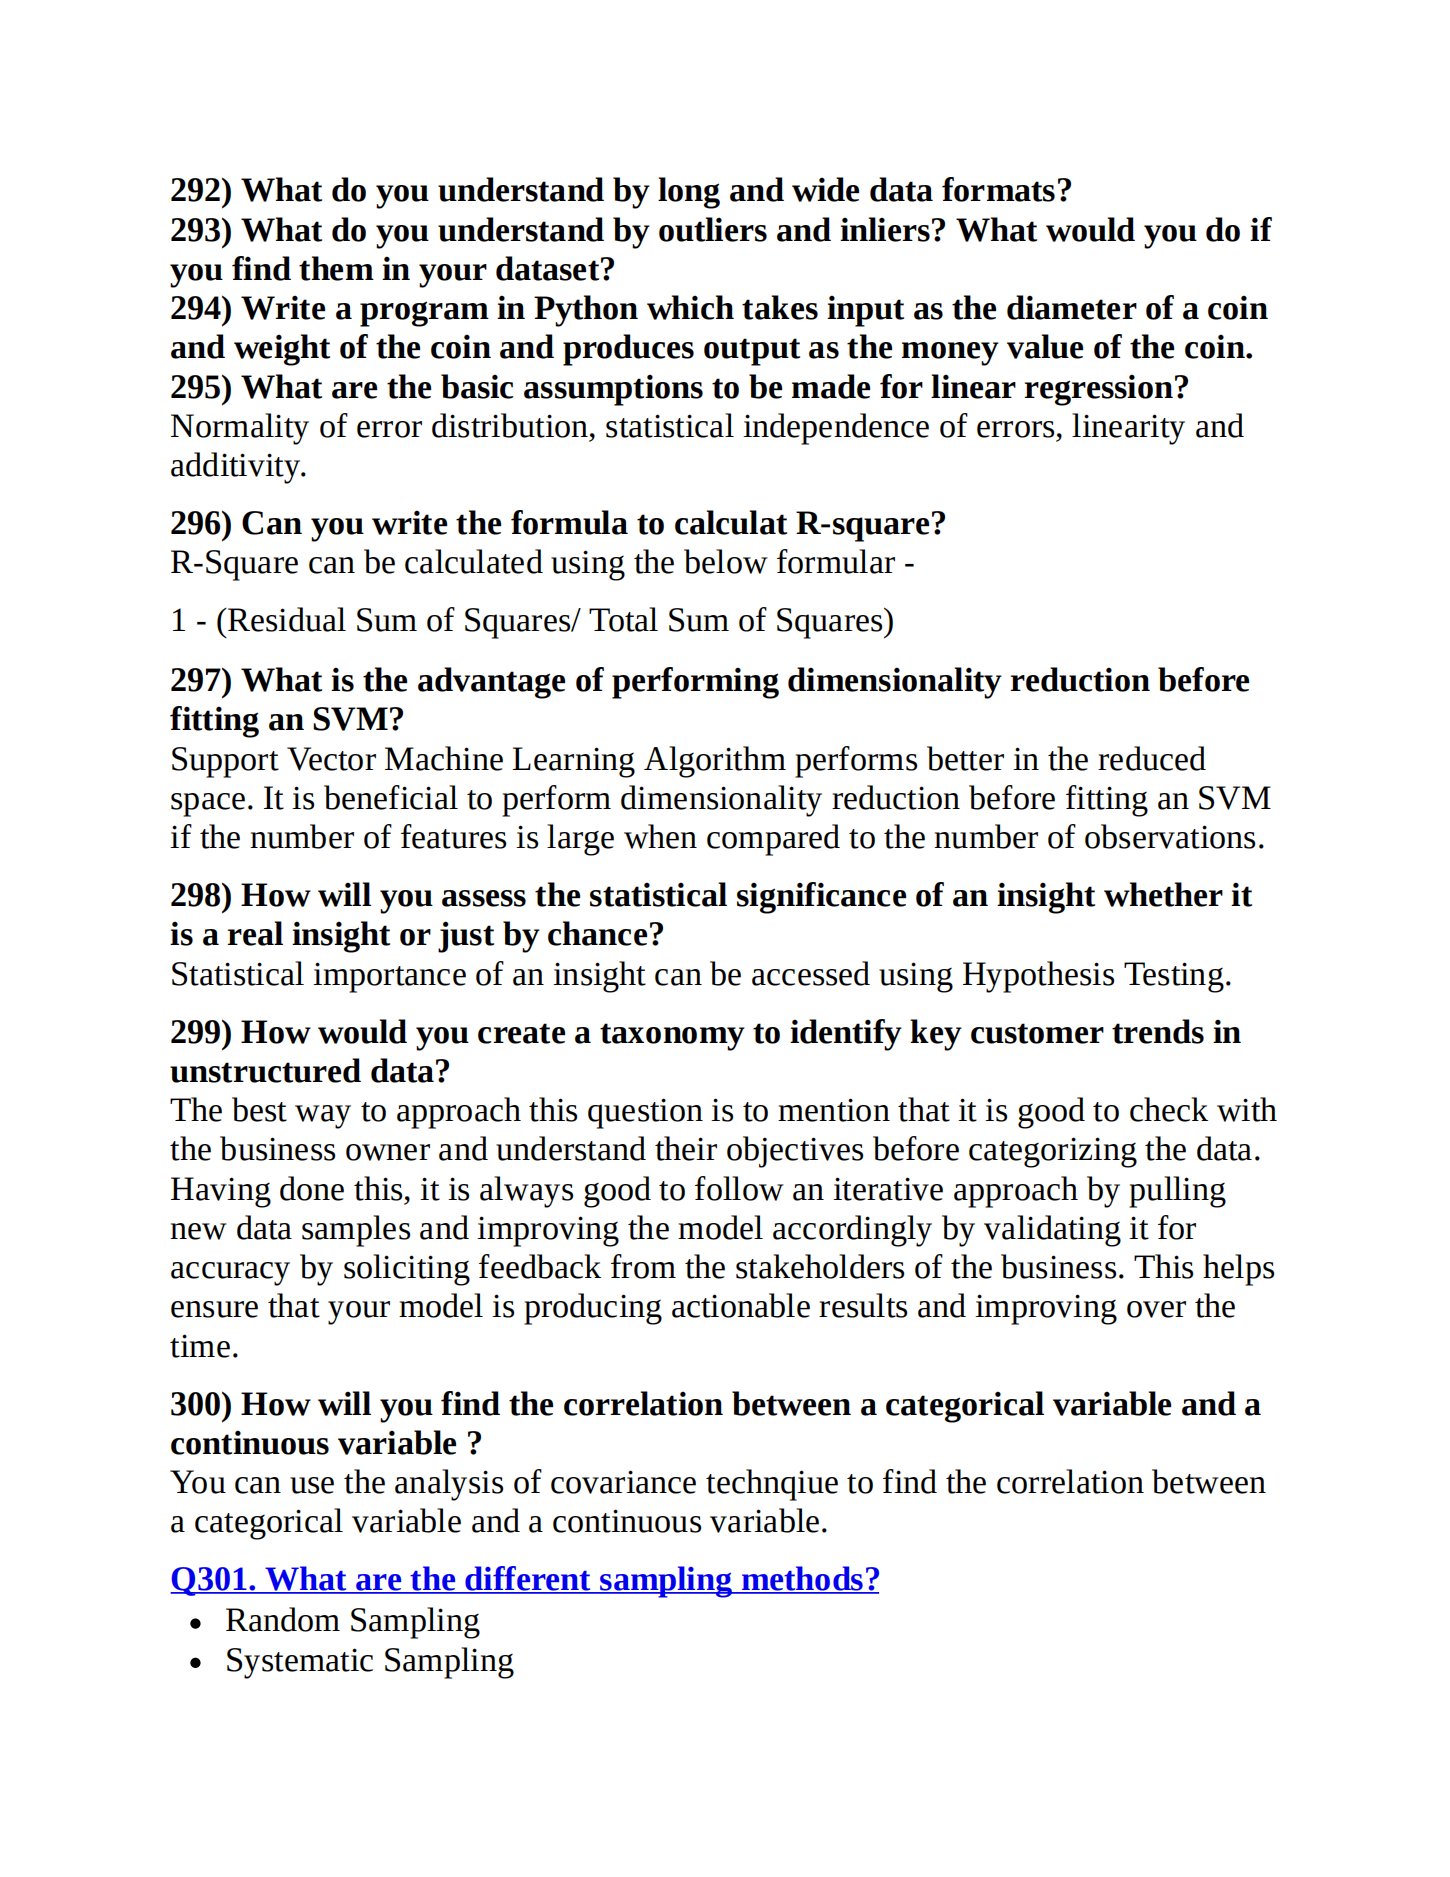 292) What do you understand by long and wide data formats?
293) What do you understand by outliers and inliers? What would you do if
you find them in your dataset?
294) Write a program in Python which takes input as the diameter of a coin
and weight of the coin and produces output as the money value of the coin.
295) What are the basic assumptions to be made for linear regression?
Normality of error distribution, statistical independence of errors, linearity and
additivity.
296) Can you write the formula to calculat R-square?
R-Square can be calculated using the below formular -
1 - (Residual Sum of Squares/ Total Sum of Squares)
297) What is the advantage of performing dimensionality reduction before
fitting an SVM?
Support Vector Machine Learning Algorithm performs better in the reduced
space. It is beneficial to perform dimensionality reduction before fitting an SVM
if the number of features is large when compared to the number of observations.
298) How will you assess the statistical significance of an insight whether it
is a real insight or just by chance?
Statistical importance of an insight can be accessed using Hypothesis Testing.
299) How would you create a taxonomy to identify key customer trends in
unstructured data?
The best way to approach this question is to mention that it is good to check with
the business owner and understand their objectives before categorizing the data.
Having done this, it is always good to follow an iterative approach by pulling
new data samples and improving the model accordingly by validating it for
accuracy by soliciting feedback from the stakeholders of the business. This helps
ensure that your model is producing actionable results and improving over the
time.
300) How will you find the correlation between a categorical variable and a
continuous variable ?
You can use the analysis of covariance technqiue to find the correlation between
a categorical variable and a continuous variable.
Q301. What are the different sampling methods?
• Random Sampling
• Systematic Sampling